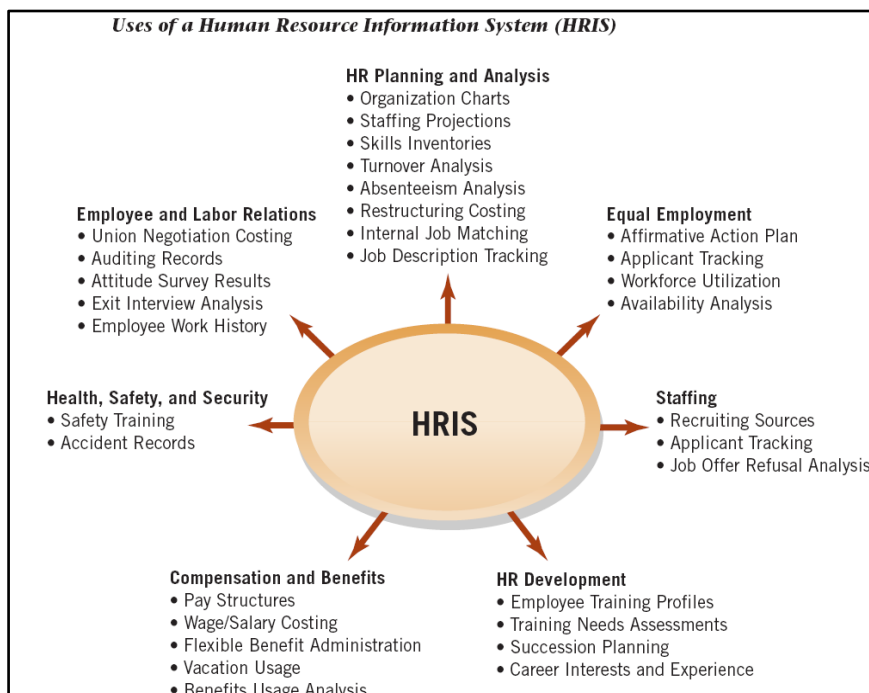 Uses of a Human Resource Information System (HRIS)
HR Planning and Analysis
• Organization Charts
• Staffing Projections
• Skills Inventories
• Turnover Analysis
• Absenteeism Analysis
• Restructuring Costing
• Internal Job Matching
• Job Description Tracking
Employee and Labor Relations
• Union Negotiation Costing
• Auditing Records
• Attitude Survey Results
• Exit Interview Analysis
• Employee Work History
Equal Employment
• Affirmative Action Plan
• Applicant Tracking
• Workforce Utilization
• Availability Analysis
Health, Safety, and Security
• Safety Training
• Accident Records
HRIS
Staffing
• Recruiting Sources
• Applicant Tracking
• Job Offer Refusal Analysis
Compensation and Benefits
• Pay Structures
• Wage/Salary Costing
• Flexible Benefit Administration
• Vacation Usage
• Benefits Usage Analysis
HR Development
• Employee Training Profiles
• Training Needs Assessments
• Succession Planning
• Career Interests and Experience